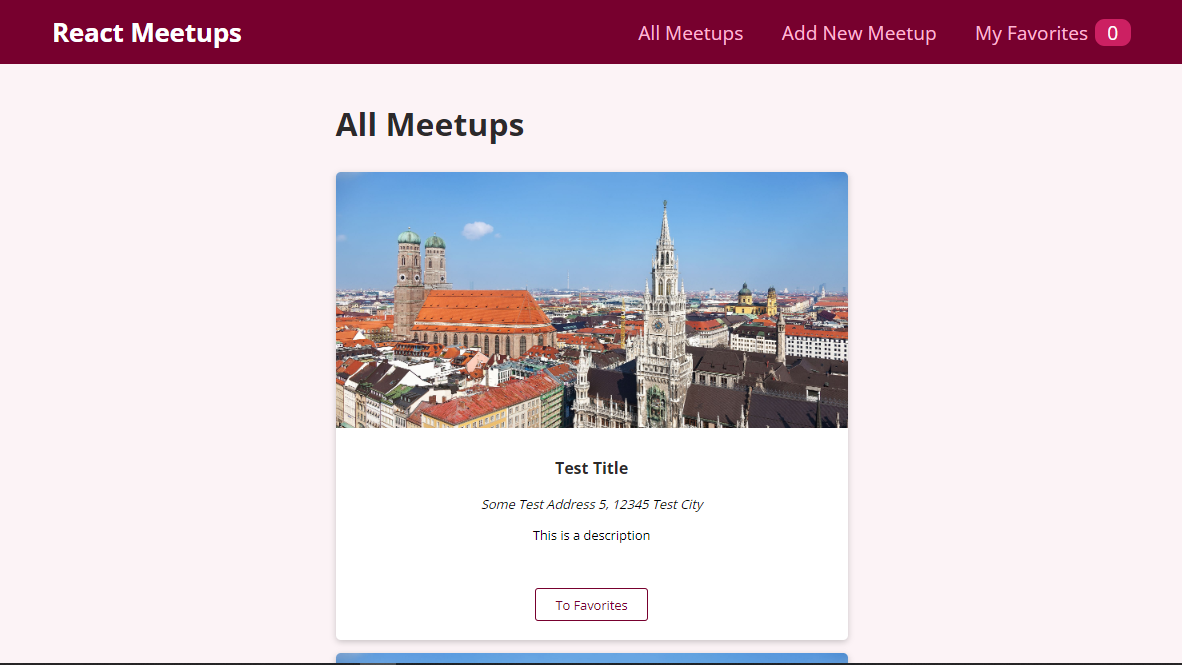 React Meetups
All Meetups
Add New Meetup
My Favorites 0
All Meetups
Test Title
Some Test Address 5, 12345 Test City
This is a description
To Favorites